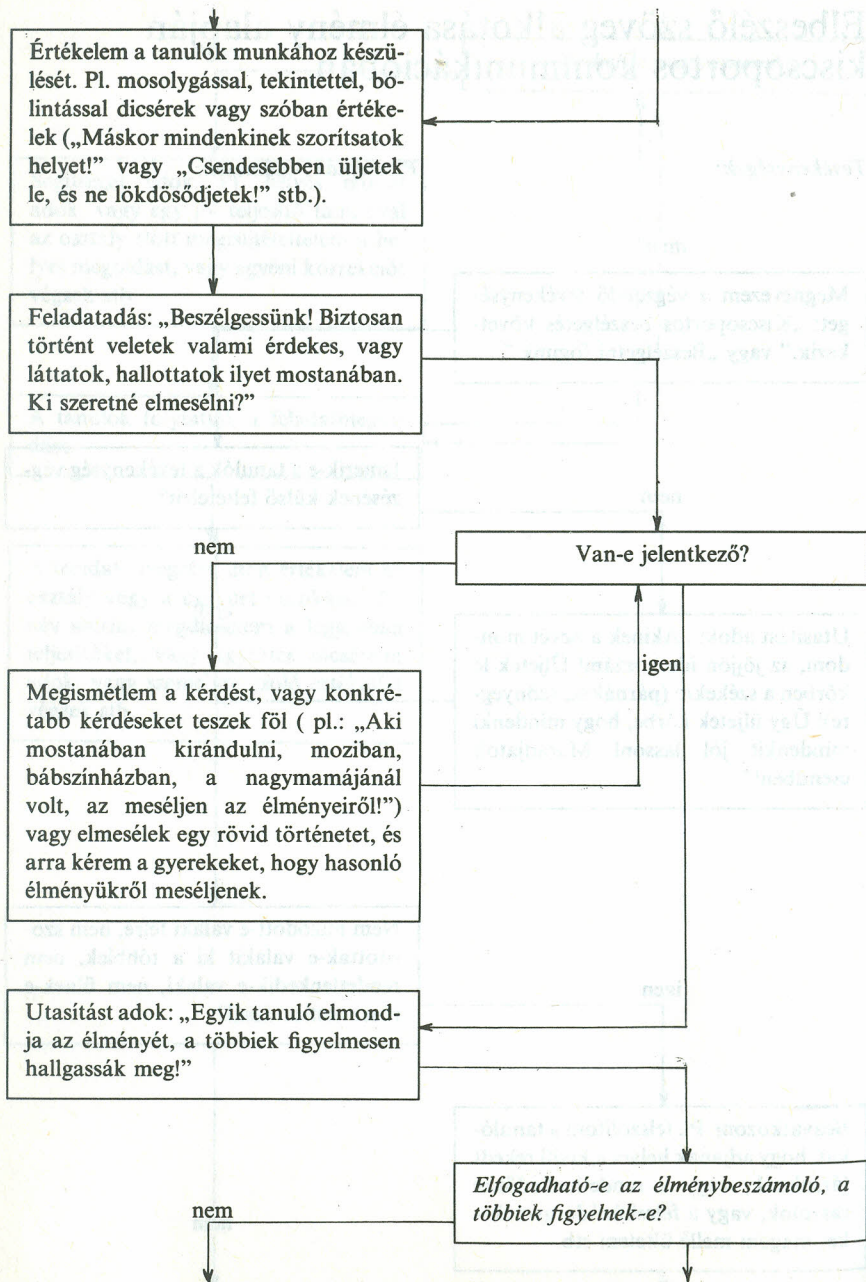 Értékelem a tanulók munkához készü-
lését. Pl. mosolygással, tekintettel, bó-
lintással dicsérek vagy szóban értéke-
lek („Máskor mindenkinek szorítsatok
helyet!” vagy „Csendesebben üljetek
le, és ne lökdösődjetek!” stb.).
Feladatadás: „Beszélgessünk! Biztosan
történt veletek valami érdekes, vagy
láttatok, hallottatok ilyet mostanában.
Ki szeretné elmesélni?”
nem
Van-e jelentkező?
igen
Megismétlem a kérdést, vagy konkré-
tabb kérdéseket teszek föl ( pl.: „Aki
mostanában kirándulni, moziban,
bábszínházban, a nagymamájánál
volt, az meséljen az élményeiről!”)
vagy elmesélek egy rövid történetet, és
arra kérem a gyerekeket, hogy hasonló
élményükről meséljenek.
Utasítást adok: „Egyik tanuló elmond-
ja az élményét, a többiek figyelmesen
hallgassák meg!”
Elfogadható-e az élménybeszámoló, a
többiek figyelnek-e?
nem